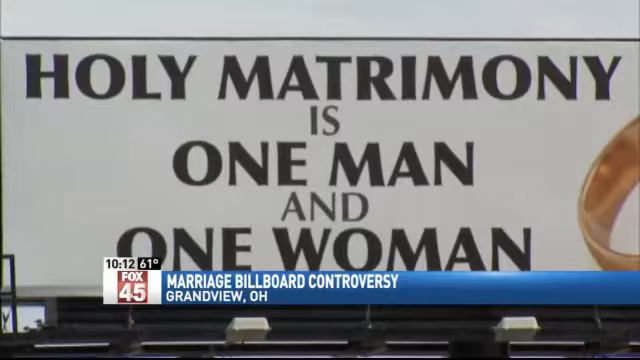 HOLY MATRIMONY
IS
ONE MAN
AND
ONE WOMAN
10:12 61°
FOX
45
MARRIAGE BILLBOARD CONTROVERSY
GRANDVIEW, OH